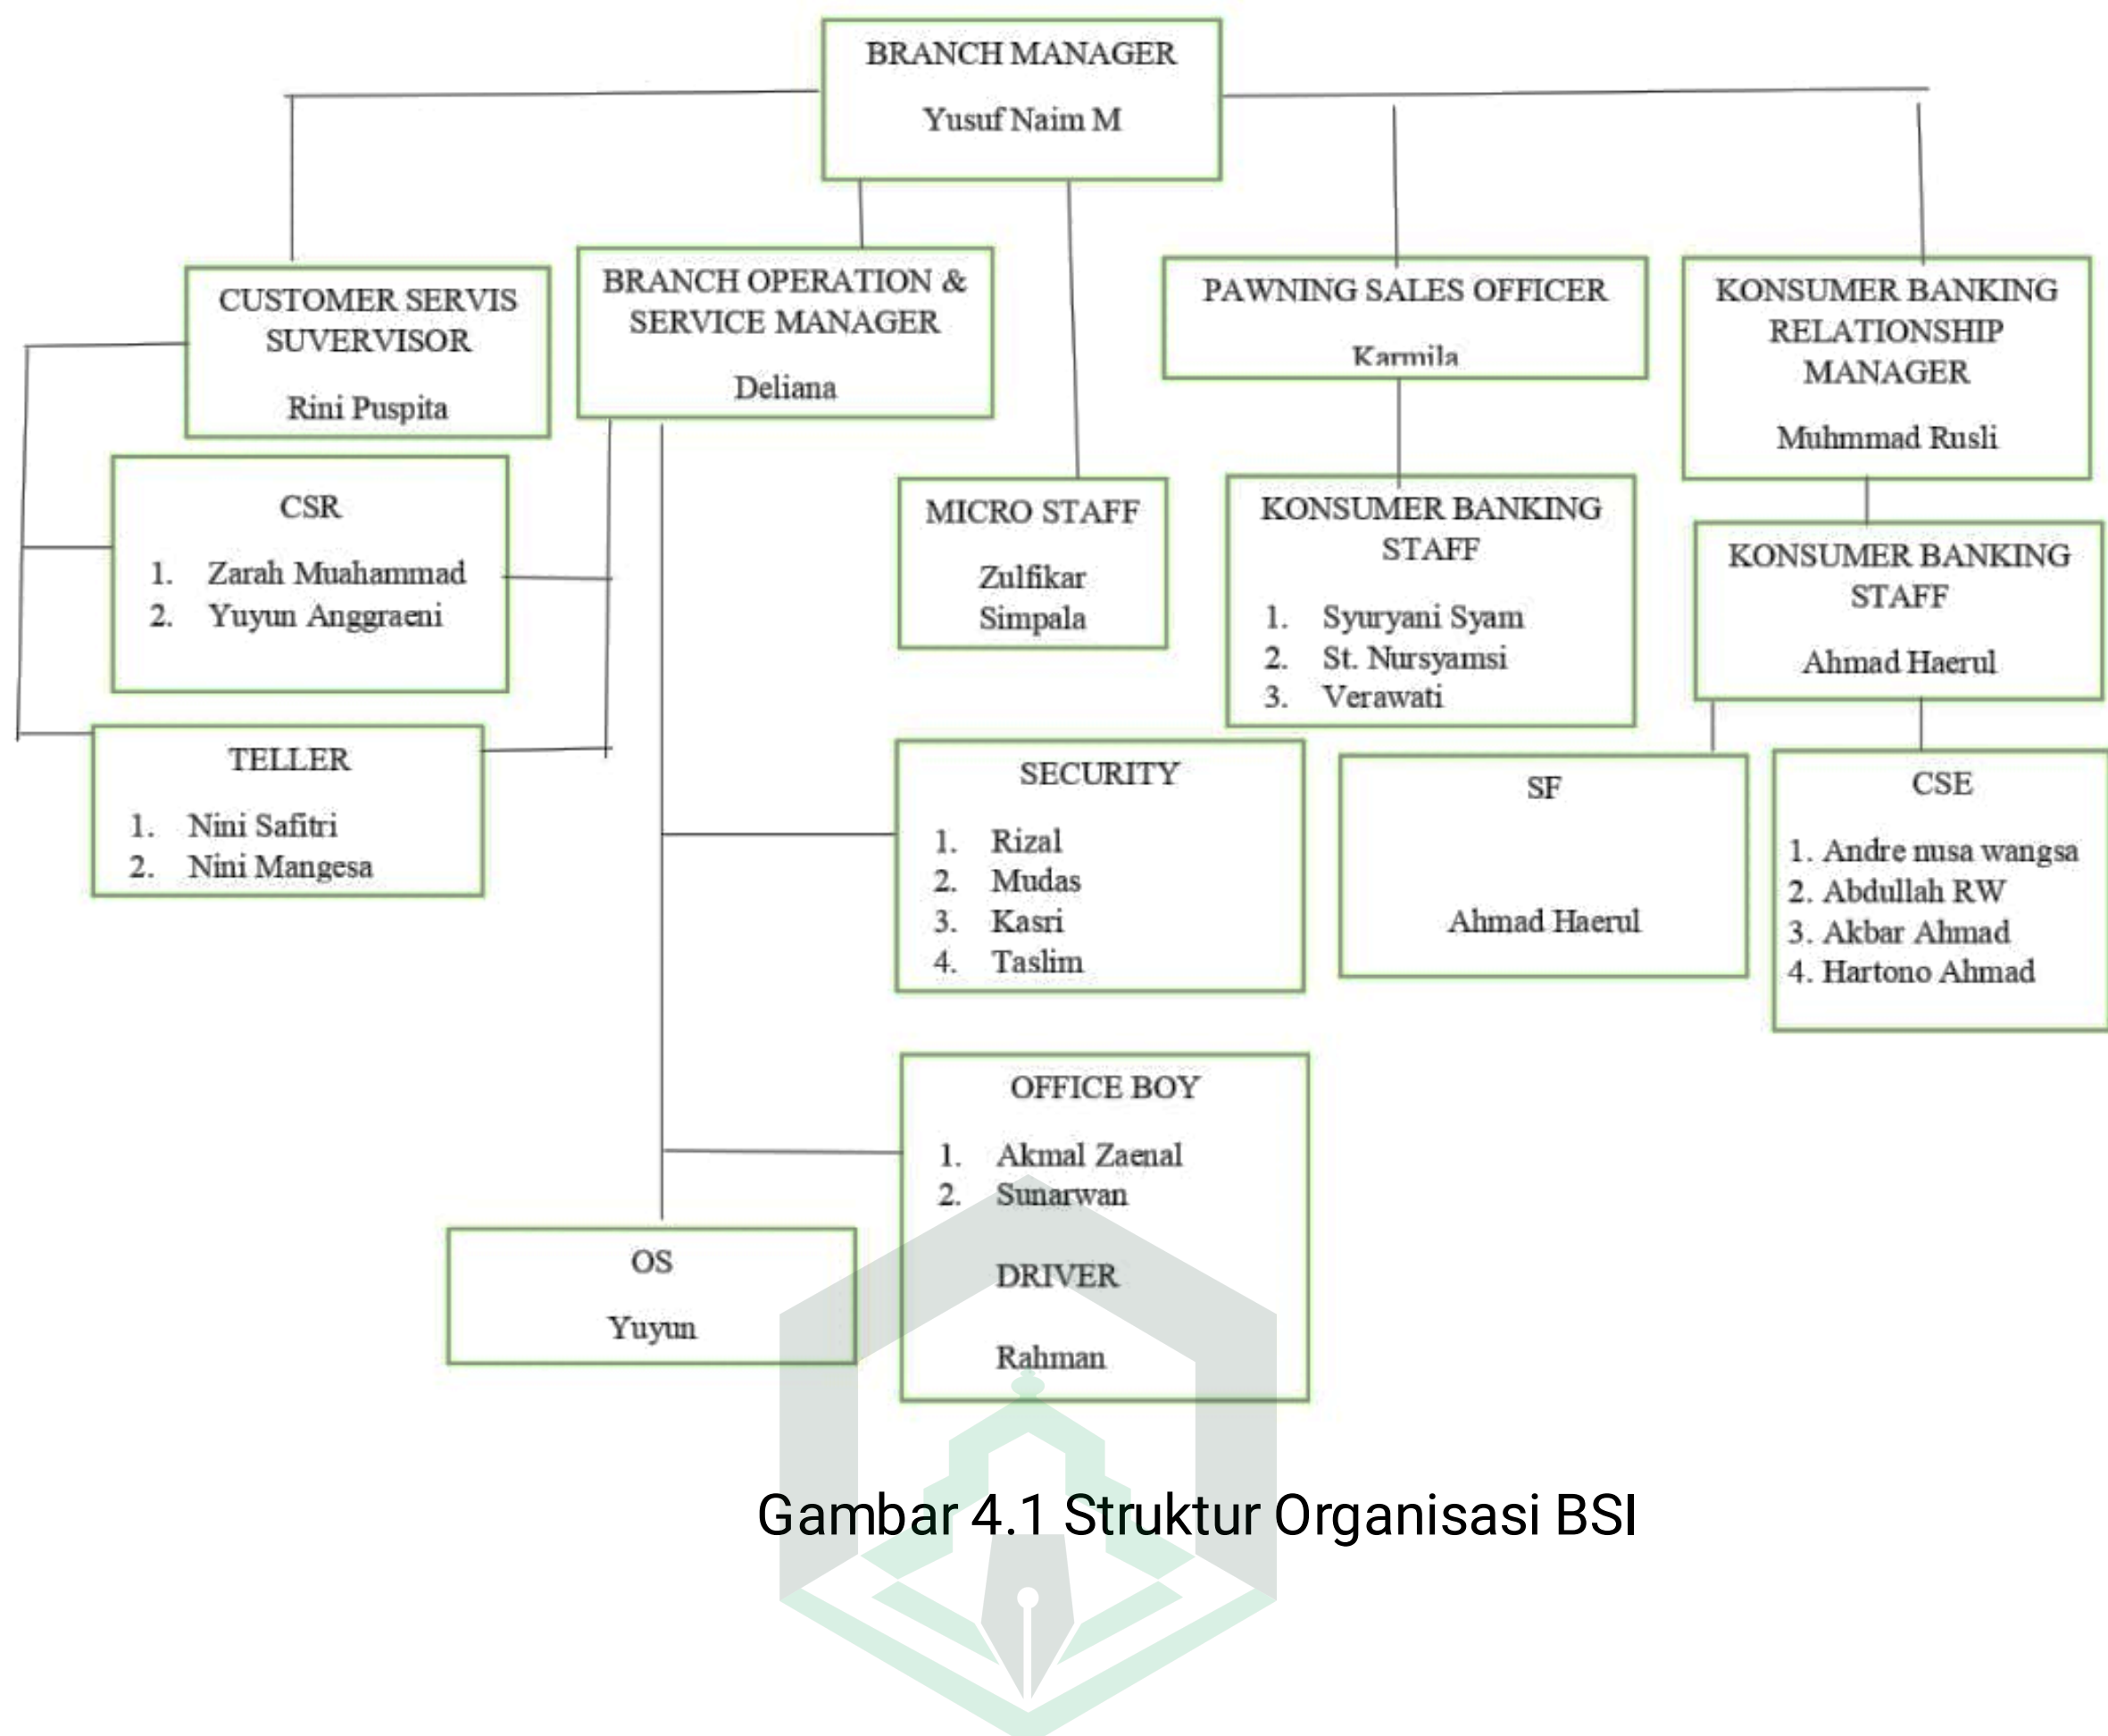 BRANCH MANAGER
Yusuf Naim M
CUSTOMER SERVIS
SUVERVISOR
Rini Puspita
BRANCH OPERATION &
SERVICE MANAGER
Deliana
PAWNING SALES OFFICER
Karmila
KONSUMER BANKING
RELATIONSHIP
MANAGER
Muhmmad Rusli
CSR
1. Zarah Muahammad
2. Yuyun Anggraeni
MICRO STAFF
Zulfikar
Simpala
KONSUMER BANKING
STAFF
1. Syuryani Syam
2. St. Nursyamsi
3. Verawati
KONSUMER BANKING
STAFF
Ahmad Haerul
TELLER
1. Nini Safitri
2. Nini Mangesa
SECURITY
1. Rizal
2. Mudas
3. Kasri
4. Taslim
SF
Ahmad Haerul
CSE
1. Andre nusa wangsa
2. Abdullah RW
3. Akbar Ahmad
4. Hartono Ahmad
OFFICE BOY
1. Akmal Zaenal
2. Sunarwan
DRIVER
Rahman
OS
Yuyun
Gambar 4.1 Struktur Organisasi BSI